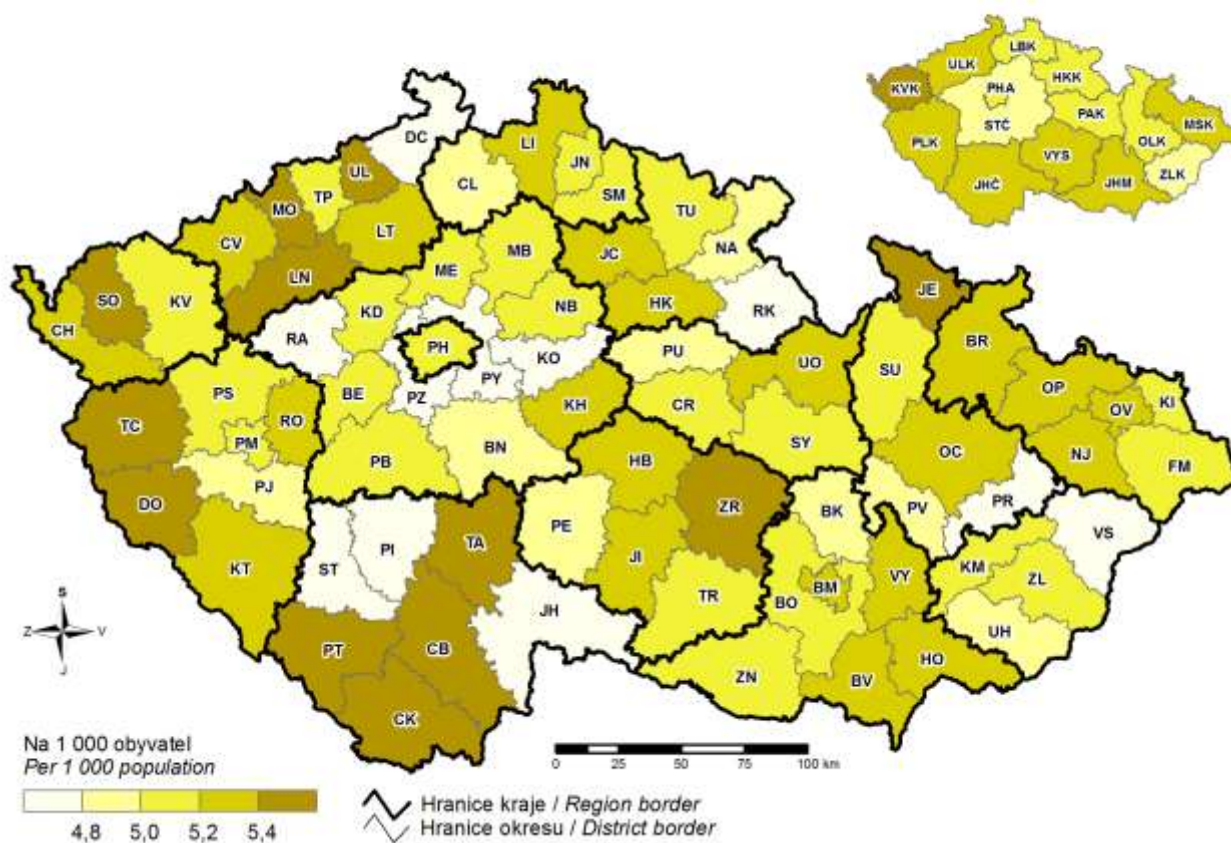 LBK
ULK
HKK
KVK
PHA
STČ
PAK
MSK
OLK
PLK
VYS
ZLK
JHČ
JHM
DC
LI
JN
UL
CL
SM
TP
MO
TU
LT
CV
MB
JC
NA
ME
LN
SO
KV
JE
KD
NB
HK
RK
CH
RA
PH
BR
KO
PU
UO
SU
PY
BE
PZ
OP
PS
RO
KH
CR
OV
KI
TC
PM
SY
OC
NJ
PB
BN
HB
FM
PJ
DO
ZR
BK
PV
PR
TA
PE
VS
PI
ST
JI
KT
KM
VY
ZL
BM
TR
BO
JH
UH
PT
CB
HO
ZN
BV
CK
S
Z V
J
Na 1 000 obyvatel
Per 1 000 population
4,8 5,0 5,2 5,4
0 25 50 75 100 km
Hranice kraje / Region border
Hranice okresu / District border